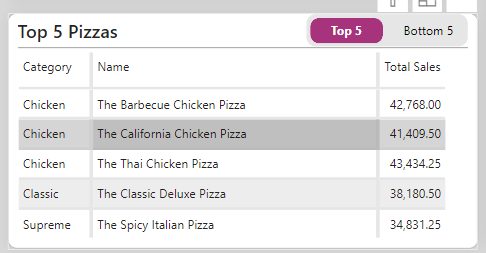 Top 5 Pizzas Top 5 Bottom 5
Category Name Total Sales
Chicken The Barbecue Chicken Pizza 42,768.00
Chicken The California Chicken Pizza 41,409.50
Chicken The Thai Chicken Pizza 43,434.25
Classic The Classic Deluxe Pizza 38,180.50
Supreme The Spicy Italian Pizza 34,831.25